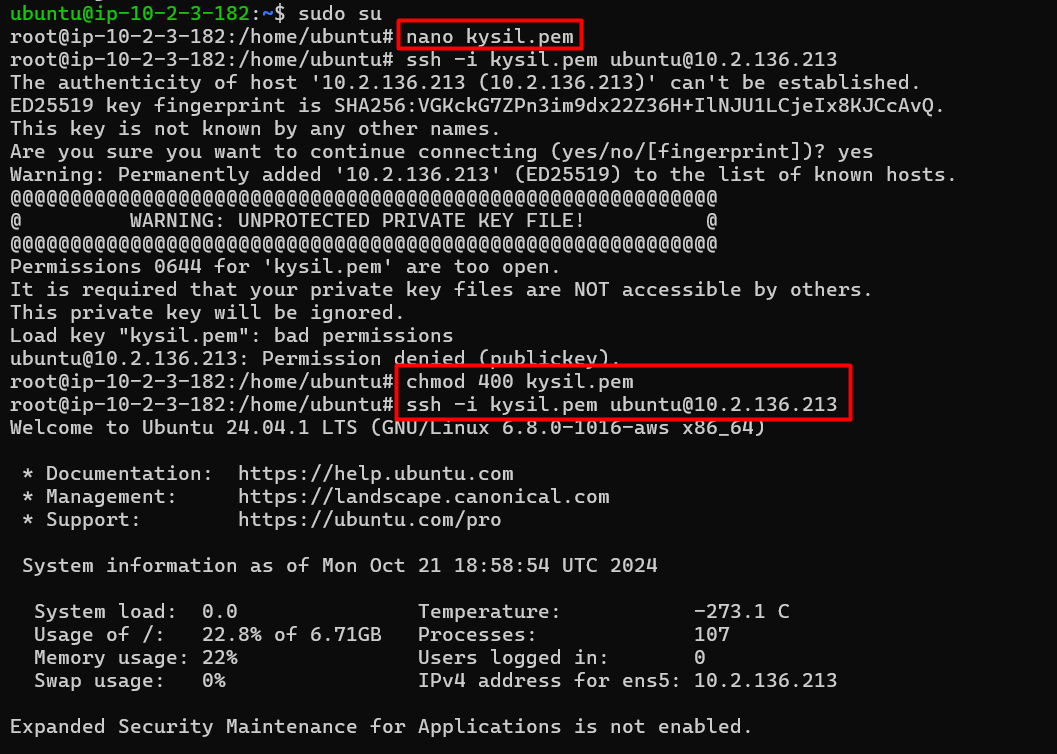 ubuntu@ip-10-2-3-182:~$ sudo su
root@ip-10-2-3-182:/home/ubuntu# nano kysil.pem
root@ip-10-2-3-182:/home/ubuntu# ssh -i kysil.pem ubuntu@10.2.136.213
The authenticity of host '10.2.136.213 (10.2.136.213)' can't be established.
ED25519 key fingerprint is SHA256:VGKckG7ZPn3im9dx22Z36H+IlNJU1LCjeIx8KJCcAvQ.
This key is not known by any other names.
Are you sure you want to continue connecting (yes/no/[fingerprint])? yes
Warning: Permanently added '10.2.136.213' (ED25519) to the list of known hosts.
@@@@@@@@@@@@@@@@@@@@@@@@@@@@@@@@@@@@@@@@@@@@@@@@@@@@@@@@@@@
@         WARNING: UNPROTECTED PRIVATE KEY FILE!          @
@@@@@@@@@@@@@@@@@@@@@@@@@@@@@@@@@@@@@@@@@@@@@@@@@@@@@@@@@@@
Permissions 0644 for 'kysil.pem' are too open.
It is required that your private key files are NOT accessible by others.
This private key will be ignored.
Load key "kysil.pem": bad permissions
ubuntu@10.2.136.213: Permission denied (publickey).
root@ip-10-2-3-182:/home/ubuntu# chmod 400 kysil.pem
root@ip-10-2-3-182:/home/ubuntu# ssh -i kysil.pem ubuntu@10.2.136.213
Welcome to Ubuntu 24.04.1 LTS (GNU/Linux 6.8.0-1016-aws x86_64)

 * Documentation:  https://help.ubuntu.com
 * Management:     https://landscape.canonical.com
 * Support:        https://ubuntu.com/pro

 System information as of Mon Oct 21 18:58:54 UTC 2024

  System load:  0.0               Temperature:           -273.1 C
  Usage of /:   22.8% of 6.71GB   Processes:             107
  Memory usage: 22%               Users logged in:       0
  Swap usage:   0%                IPv4 address for ens5: 10.2.136.213

Expanded Security Maintenance for Applications is not enabled.